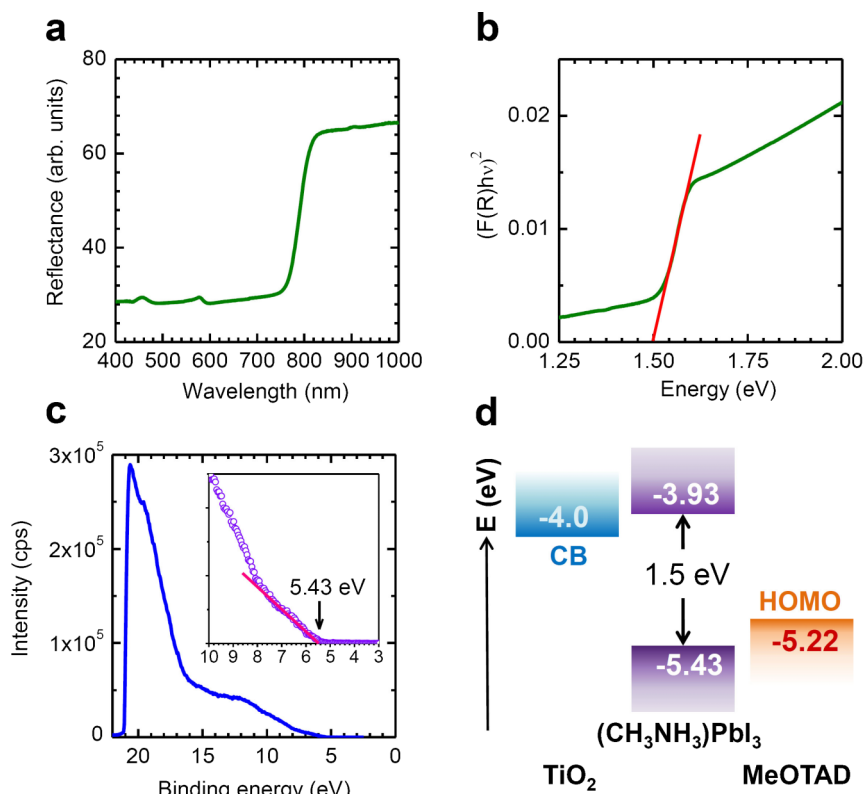 a
80
60
40
20
Reflectance (arb. units)
400 500 600 700 800 900 1000
Wavelength (nm)
b
0.02
0.01
0.00
(F(R)hν)²
1.25 1.50 1.75 2.00
Energy (eV)
c
3x10⁵
2x10⁵
1x10⁵
0
Intensity (cps)
5.43 eV
10 9 8 7 6 5 4 3
20 15 10 5 0
Binding energy (eV)
d
E (eV)
-3.93
-4.0
CB
1.5 eV
HOMO
-5.22
-5.43
(CH₃NH₃)PbI₃
TiO₂ MeOTAD